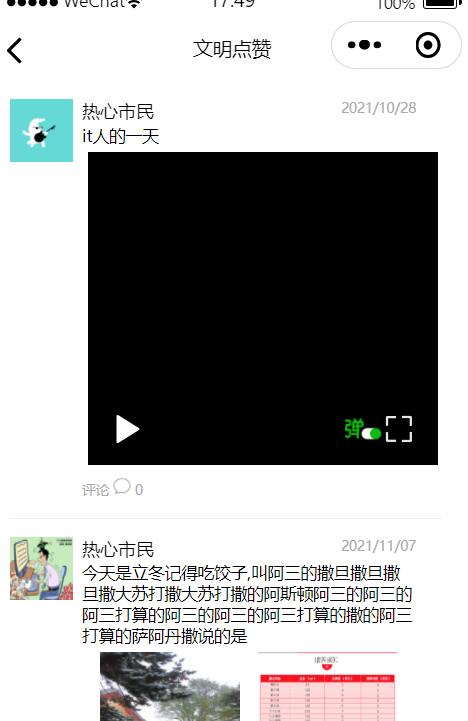 WeChat 17:49 100%
文明点赞
热心市民 2021/10/28
it人的一天
弹
评论 0
热心市民 2021/11/07
今天是立冬记得吃饺子,叫阿三的撒旦撒旦撒
旦撒大苏打撒大苏打撒的阿斯顿阿三的阿三的
阿三打算的阿三的阿三的阿三打算的撒的阿三
打算的萨阿丹撒说的是